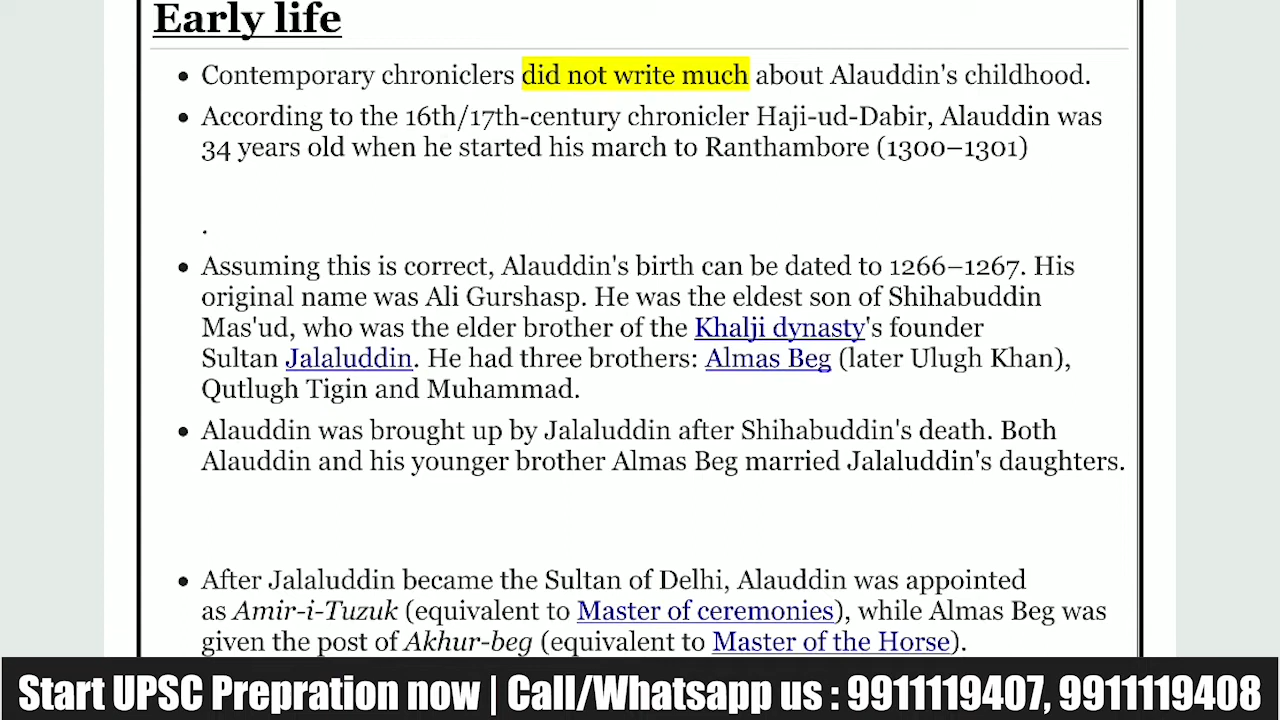 Early life
• Contemporary chroniclers did not write much about Alauddin's childhood.
• According to the 16th/17th-century chronicler Haji-ud-Dabir, Alauddin was
34 years old when he started his march to Ranthambore (1300–1301)
.
• Assuming this is correct, Alauddin's birth can be dated to 1266–1267. His
original name was Ali Gurshasp. He was the eldest son of Shihabuddin
Mas'ud, who was the elder brother of the Khalji dynasty's founder
Sultan Jalaluddin. He had three brothers: Almas Beg (later Ulugh Khan),
Qutlugh Tigin and Muhammad.
• Alauddin was brought up by Jalaluddin after Shihabuddin's death. Both
Alauddin and his younger brother Almas Beg married Jalaluddin's daughters.
• After Jalaluddin became the Sultan of Delhi, Alauddin was appointed
as Amir-i-Tuzuk (equivalent to Master of ceremonies), while Almas Beg was
given the post of Akhur-beg (equivalent to Master of the Horse).
Start UPSC Prepration now | Call/Whatsapp us : 9911119407, 9911119408